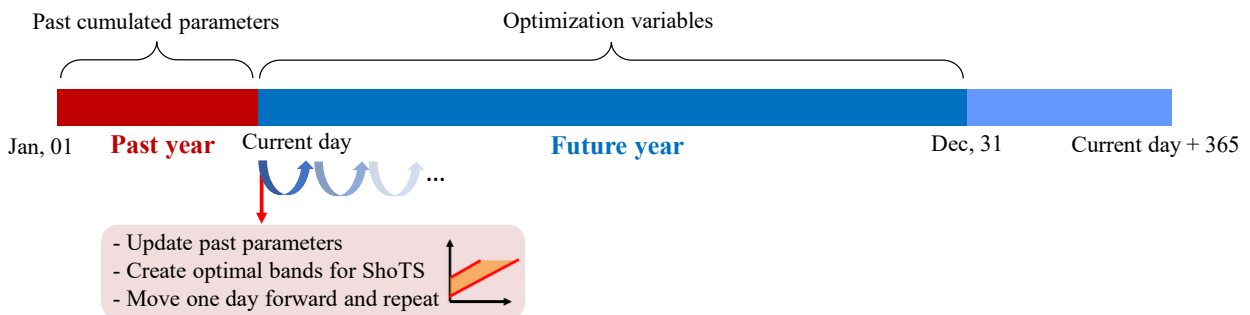 Past cumulated parameters
Optimization variables
Jan, 01
Past year
Current day
Future year
Dec, 31
Current day + 365
...
- Update past parameters
- Create optimal bands for ShoTS
- Move one day forward and repeat